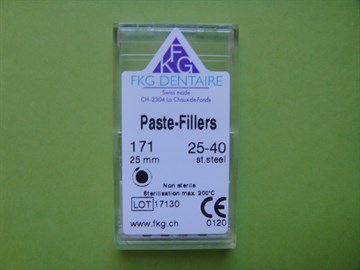 FKG
FKG DENTAIRE
Swiss made
CH-2304 La Chaux-de-Fonds
Paste-Fillers
171 25-40
25 mm st.steel
Non sterile
Sterilisation max. 200°C
LOT 17130 CE
www.fkg.ch 0120